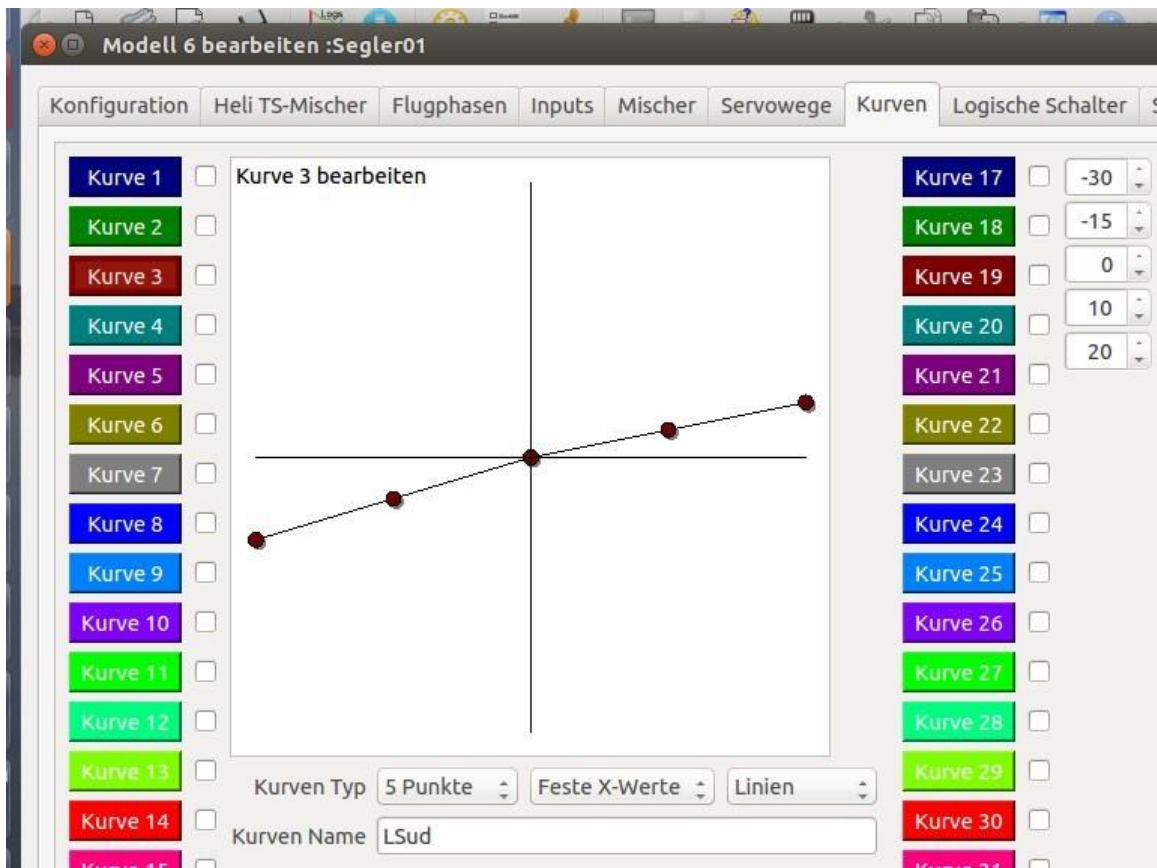 Modell 6 bearbeiten :Segler01
Konfiguration Heli TS-Mischer Flugphasen Inputs Mischer Servowege Kurven Logische Schalter
Kurve 3 bearbeiten
Kurve 1
Kurve 2
Kurve 3
Kurve 4
Kurve 5
Kurve 6
Kurve 7
Kurve 8
Kurve 9
Kurve 10
Kurve 11
Kurve 12
Kurve 13
Kurve 14
Kurve 15
Kurven Typ 5 Punkte Feste X-Werte Linien
Kurven Name LSud
Kurve 17 -30
Kurve 18 -15
Kurve 19 0
Kurve 20 10
Kurve 21 20
Kurve 22
Kurve 23
Kurve 24
Kurve 25
Kurve 26
Kurve 27
Kurve 28
Kurve 29
Kurve 30
Kurve 31